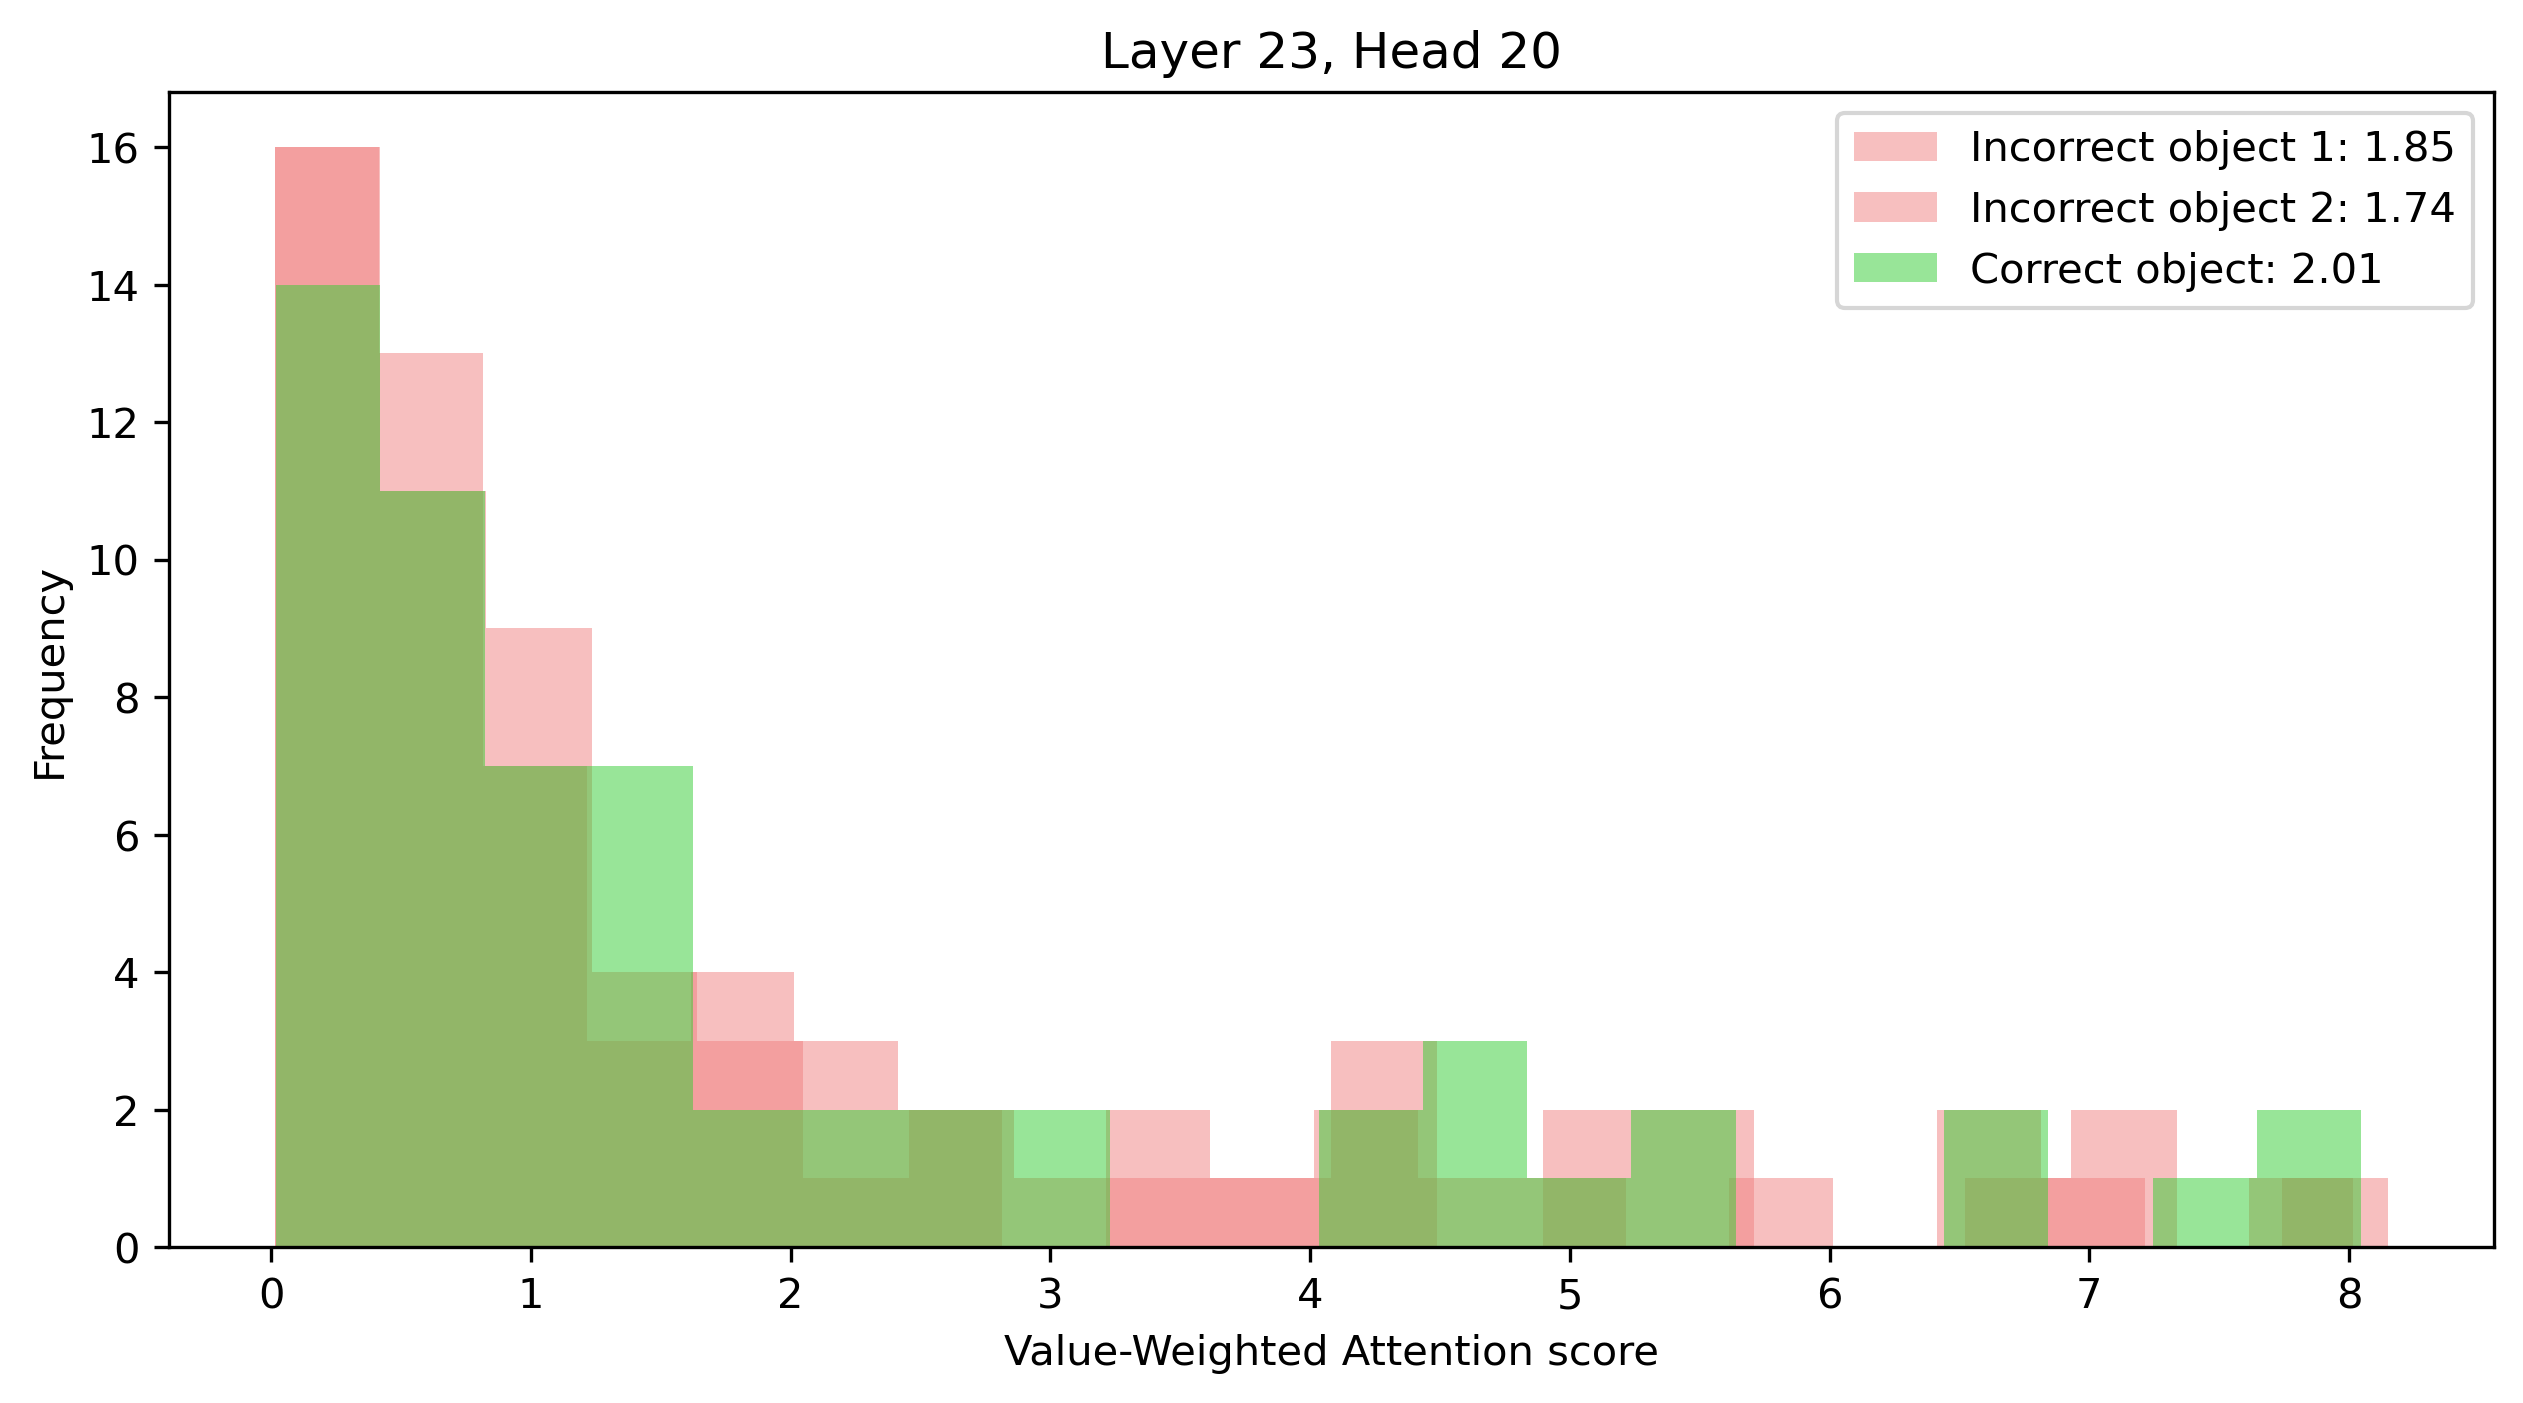 Layer 23, Head 20
Incorrect object 1: 1.85
Incorrect object 2: 1.74
Correct object: 2.01
Frequency
16
14
12
10
8
6
4
2
0
0 1 2 3 4 5 6 7 8
Value-Weighted Attention score